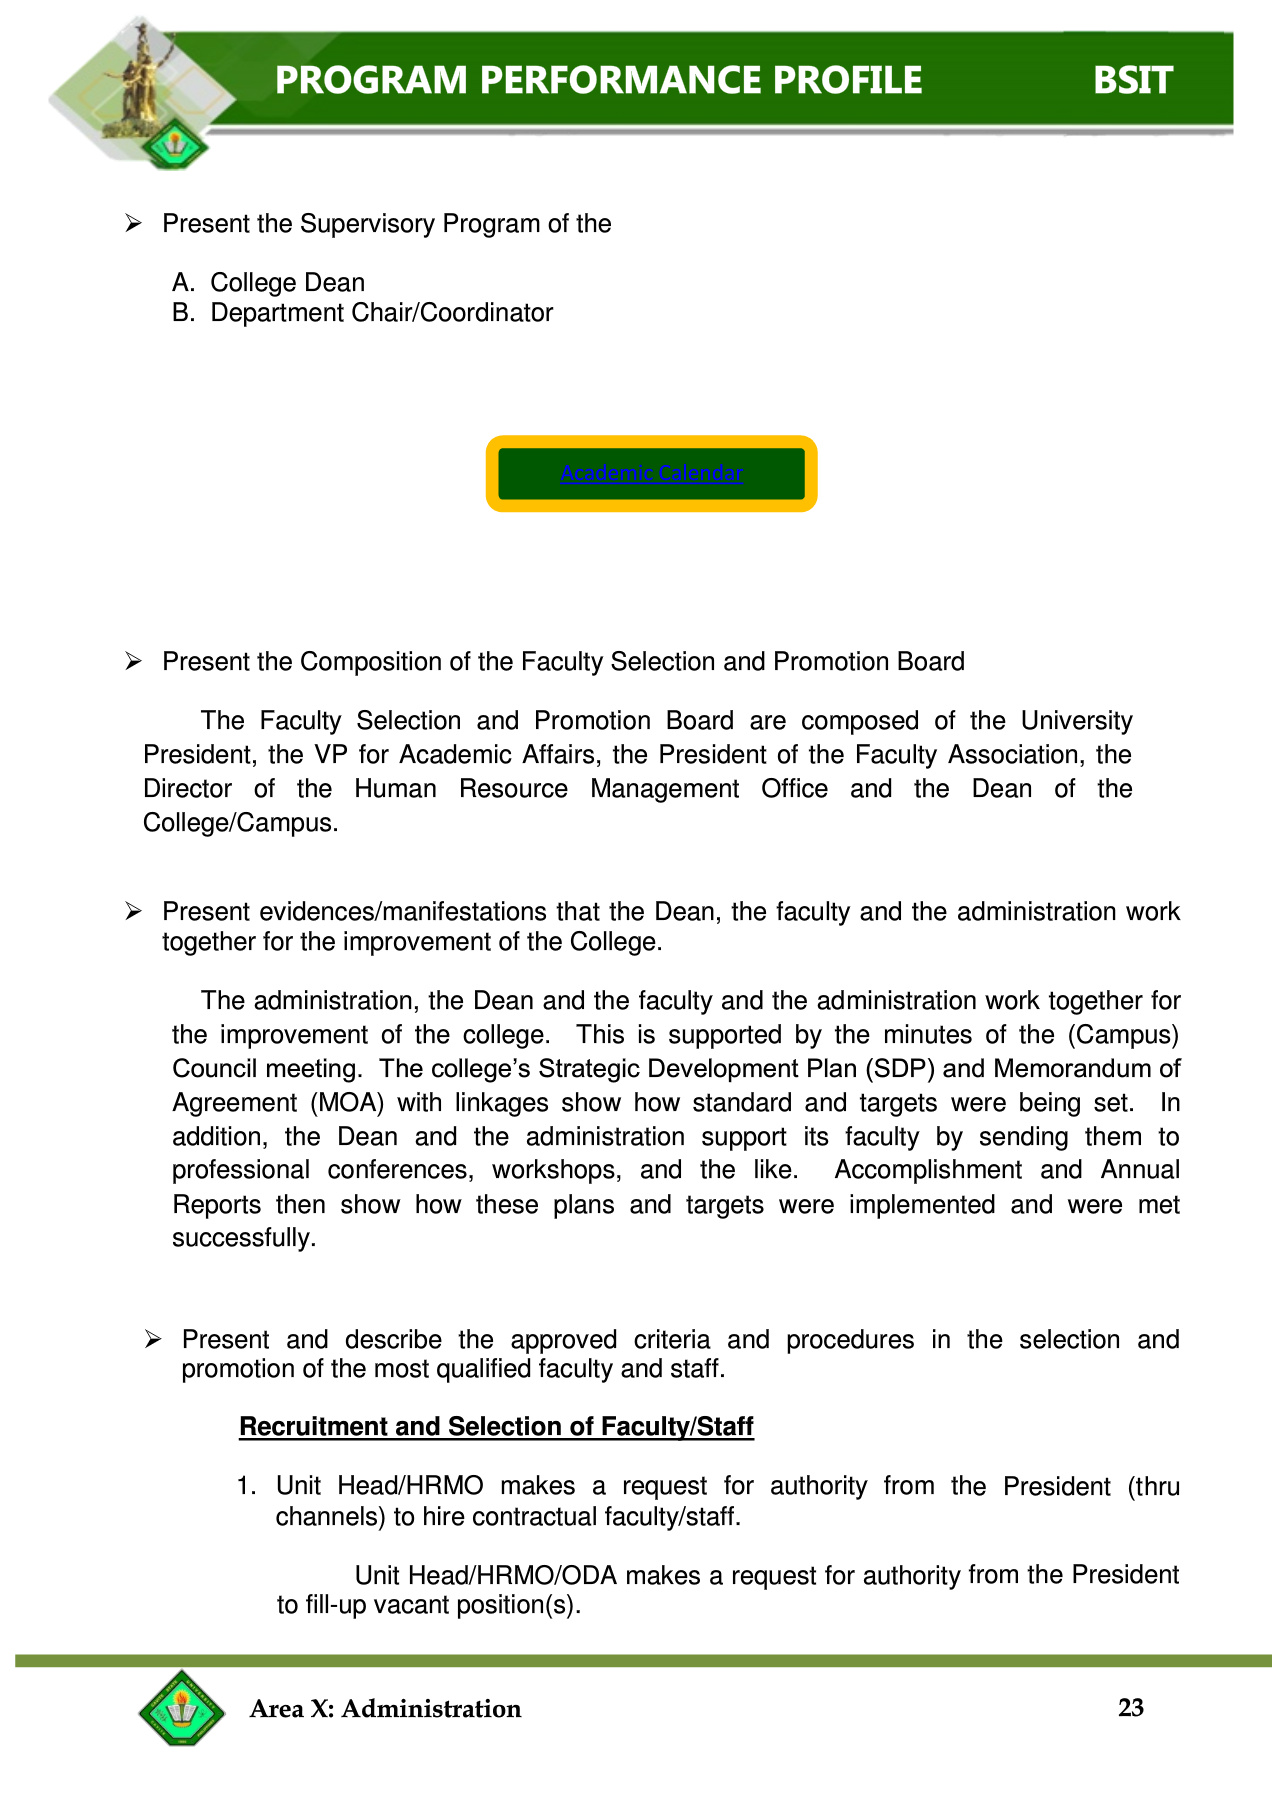 PROGRAM PERFORMANCE PROFILE BSIT
➢ Present the Supervisory Program of the
A. College Dean
B. Department Chair/Coordinator
Academic Calendar
➢ Present the Composition of the Faculty Selection and Promotion Board
The Faculty Selection and Promotion Board are composed of the University
President, the VP for Academic Affairs, the President of the Faculty Association, the
Director of the Human Resource Management Office and the Dean of the
College/Campus.
➢ Present evidences/manifestations that the Dean, the faculty and the administration work
together for the improvement of the College.
The administration, the Dean and the faculty and the administration work together for
the improvement of the college. This is supported by the minutes of the (Campus)
Council meeting. The college’s Strategic Development Plan (SDP) and Memorandum of
Agreement (MOA) with linkages show how standard and targets were being set. In
addition, the Dean and the administration support its faculty by sending them to
professional conferences, workshops, and the like. Accomplishment and Annual
Reports then show how these plans and targets were implemented and were met
successfully.
➢ Present and describe the approved criteria and procedures in the selection and
promotion of the most qualified faculty and staff.
Recruitment and Selection of Faculty/Staff
1. Unit Head/HRMO makes a request for authority from the President (thru
channels) to hire contractual faculty/staff.
Unit Head/HRMO/ODA makes a request for authority from the President
to fill-up vacant position(s).
Area X: Administration 23